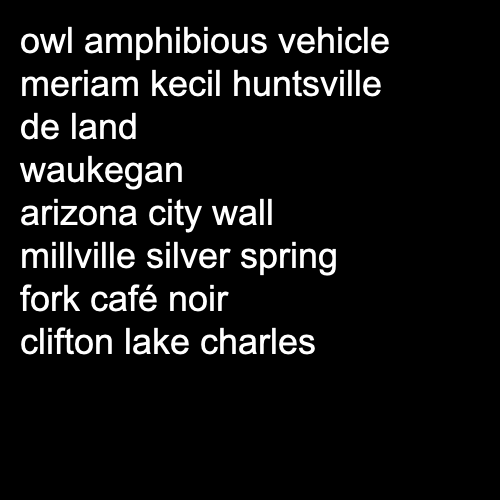 owl amphibious vehicle
meriam kecil huntsville
de land
waukegan
arizona city wall
millville silver spring
fork café noir
clifton lake charles